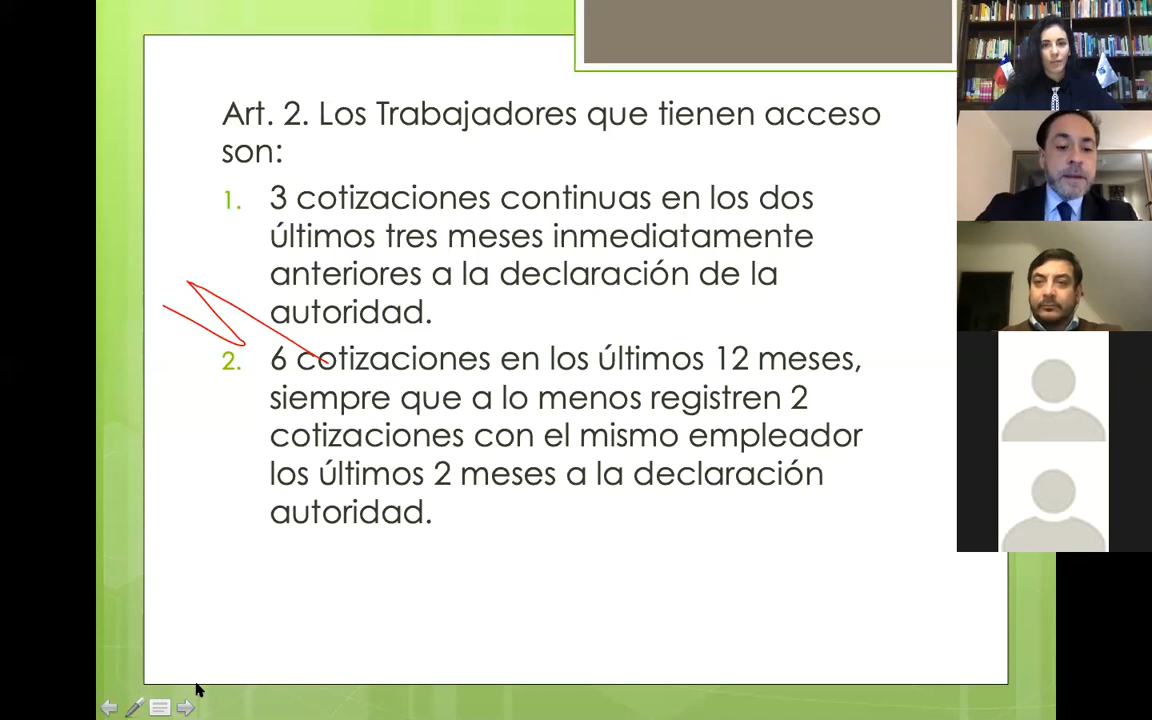 Art. 2. Los Trabajadores que tienen acceso
son:
1. 3 cotizaciones continuas en los dos
últimos tres meses inmediatamente
anteriores a la declaración de la
autoridad.
2. 6 cotizaciones en los últimos 12 meses,
siempre que a lo menos registren 2
cotizaciones con el mismo empleador
los últimos 2 meses a la declaración
autoridad.